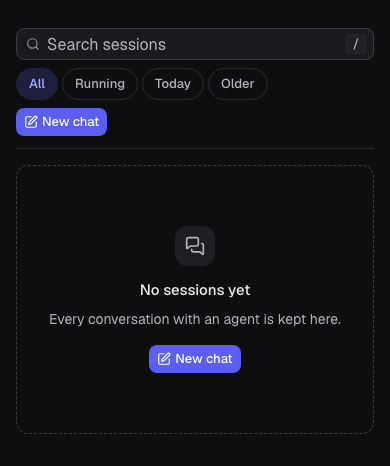 Search sessions /
All Running Today Older
New chat
No sessions yet
Every conversation with an agent is kept here.
New chat